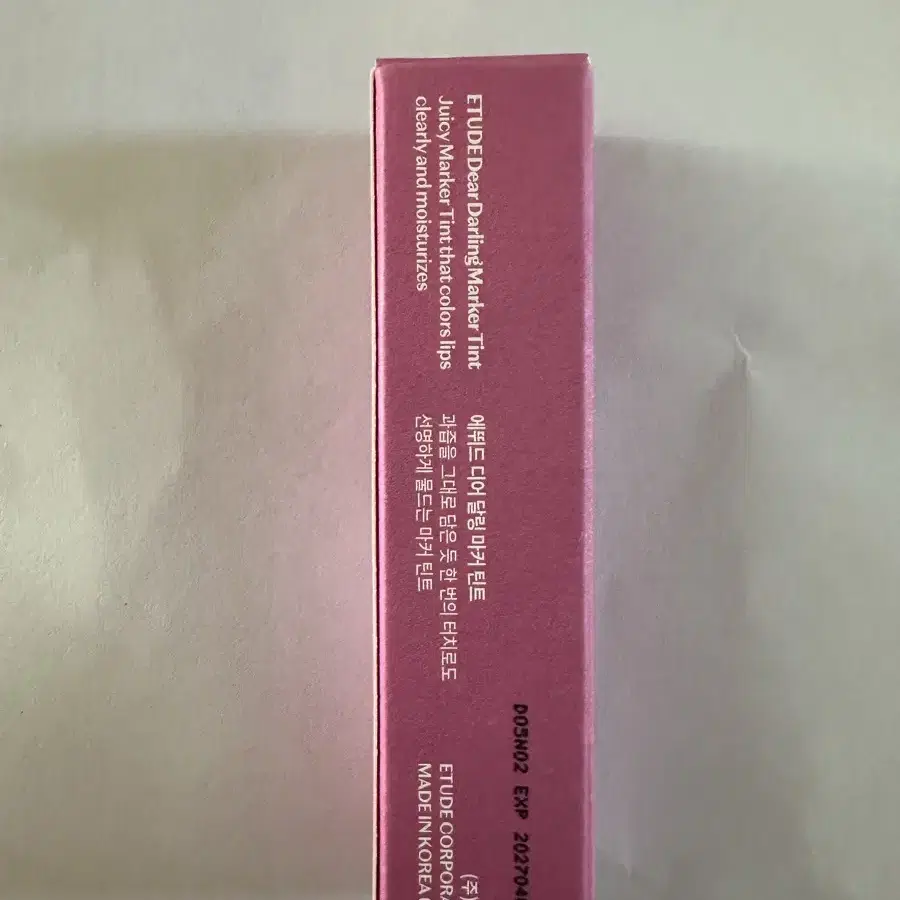 ETUDE Dear Darling Marker Tint
Juicy Marker Tint that colors lips
clearly and moisturizes
에뛰드 디어 달링 마커 틴트
과즙을 그대로 담은 듯 한 번의 터치로도
선명하게 물드는 마커 틴트
D05N02 EXP 202704
(주)
ETUDE
MADE IN KOREA